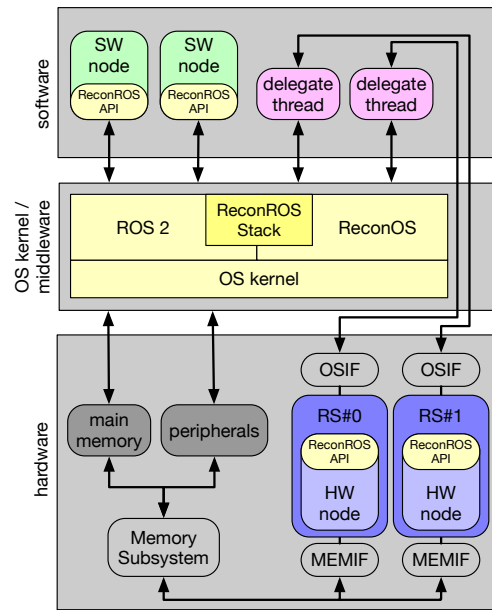 software
SW
node
ReconROS
API
SW
node
ReconROS
API
delegate
thread
delegate
thread
OS kernel /
middleware
ROS 2
ReconROS
Stack
ReconOS
OS kernel
hardware
OSIF
OSIF
main
memory
peripherals
RS#0
ReconROS
API
HW
node
RS#1
ReconROS
API
HW
node
Memory
Subsystem
MEMIF
MEMIF